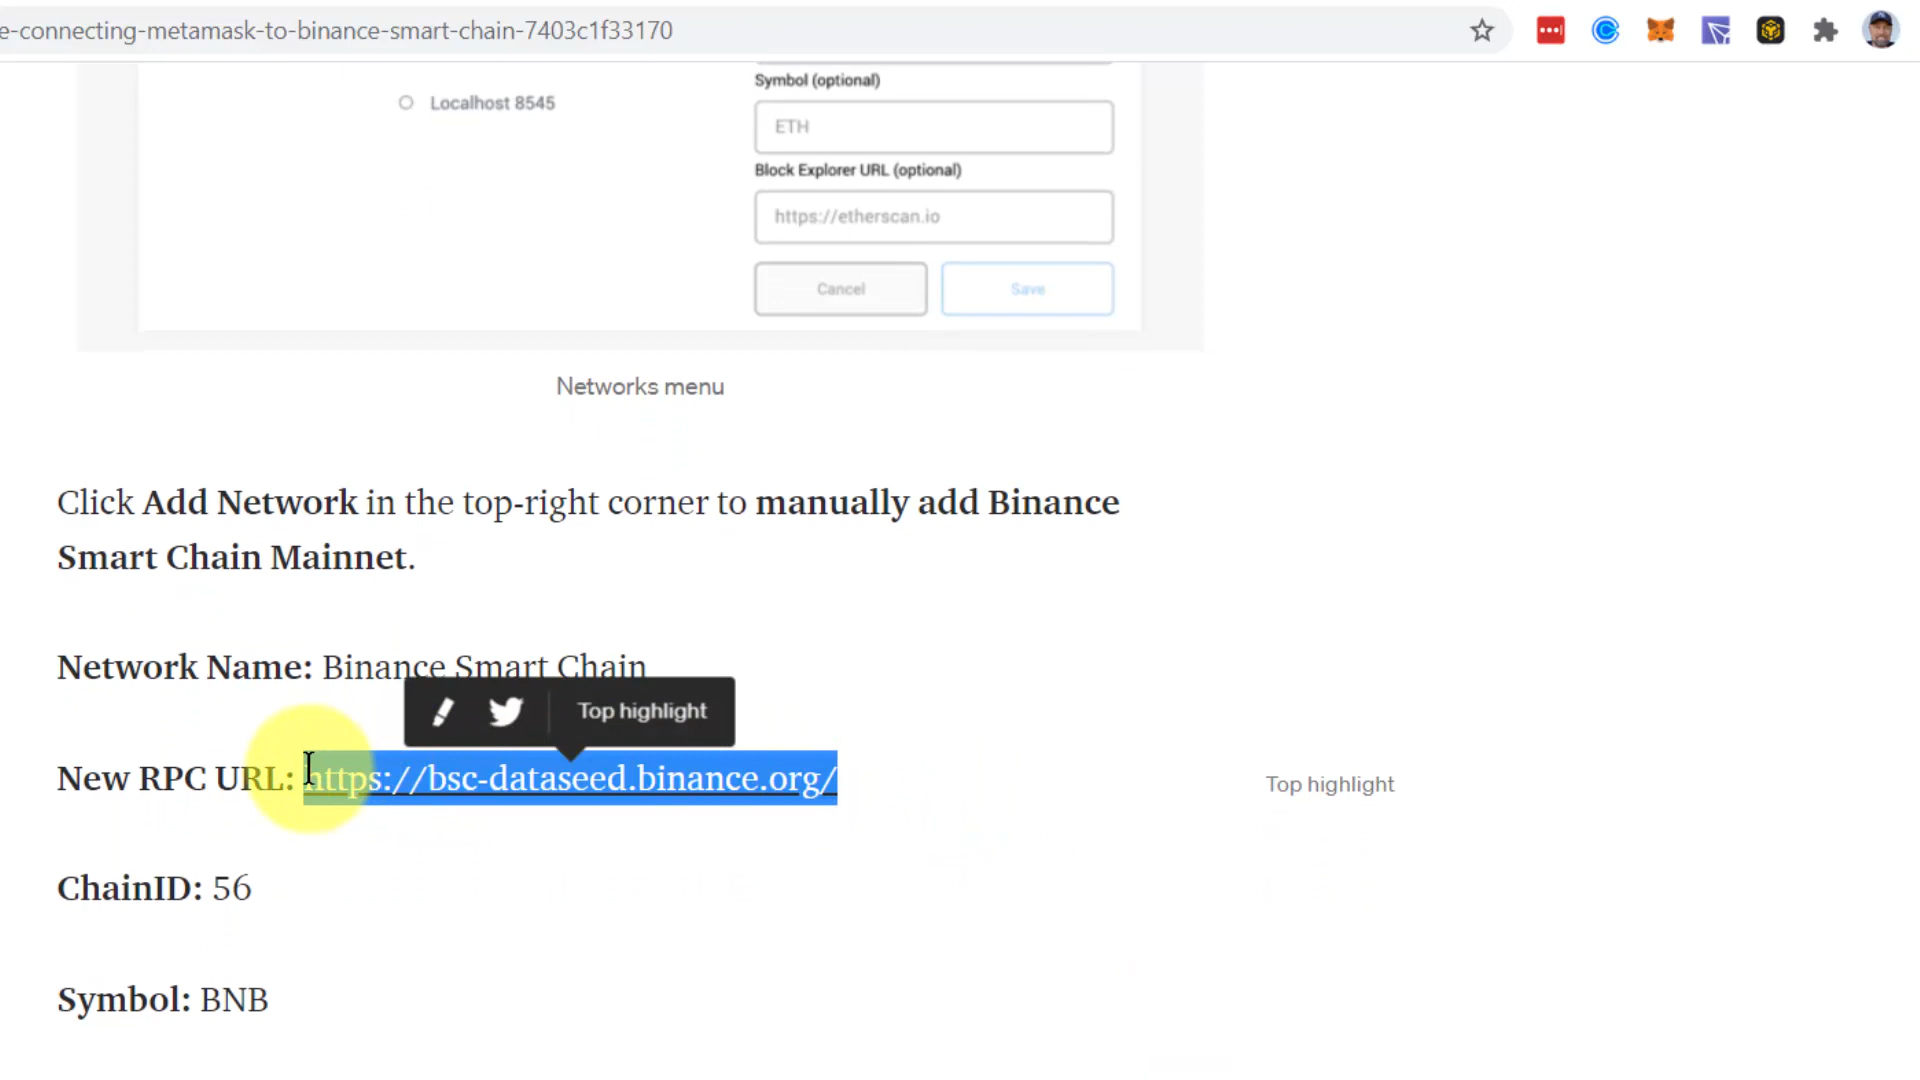 e-connecting-metamask-to-binance-smart-chain-7403c1f33170
Symbol (optional)
Localhost 8545
ETH
Block Explorer URL (optional)
https://etherscan.io
Cancel
Save
Networks menu
Click Add Network in the top-right corner to manually add Binance
Smart Chain Mainnet.
Network Name: Binance Smart Chain
Top highlight
New RPC URL: https://bsc-dataseed.binance.org/
Top highlight
ChainID: 56
Symbol: BNB